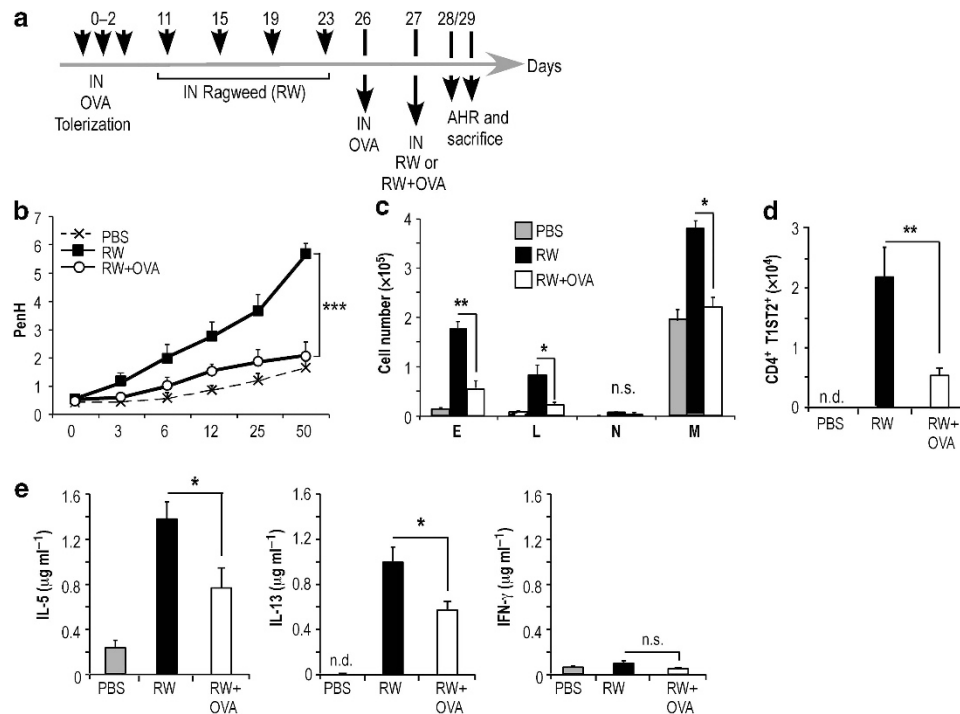 a
0–2 11 15 19 23 26 27 28/29
Days
IN
OVA
Tolerization
IN Ragweed (RW)
IN
OVA
IN
RW or
RW+OVA
AHR and
sacrifice
b
PenH
7
6
5
4
3
2
1
0
PBS
RW
RW+OVA
***
0 3 6 12 25 50
c
Cell number (×10⁵)
4
3
2
1
0
PBS
RW
RW+OVA
**
*
n.s.
*
E L N M
d
CD4⁺ T1ST2⁺ (×10⁴)
3
2
1
0
**
n.d.
PBS RW RW+
OVA
e
IL-5 (μg ml⁻¹)
1.6
1.2
0.8
0.4
0
*
PBS RW RW+
OVA
IL-13 (μg ml⁻¹)
1.6
1.2
0.8
0.4
0
*
n.d.
PBS RW RW+
OVA
IFN-γ (μg ml⁻¹)
1.6
1.2
0.8
0.4
0
n.s.
PBS RW RW+
OVA